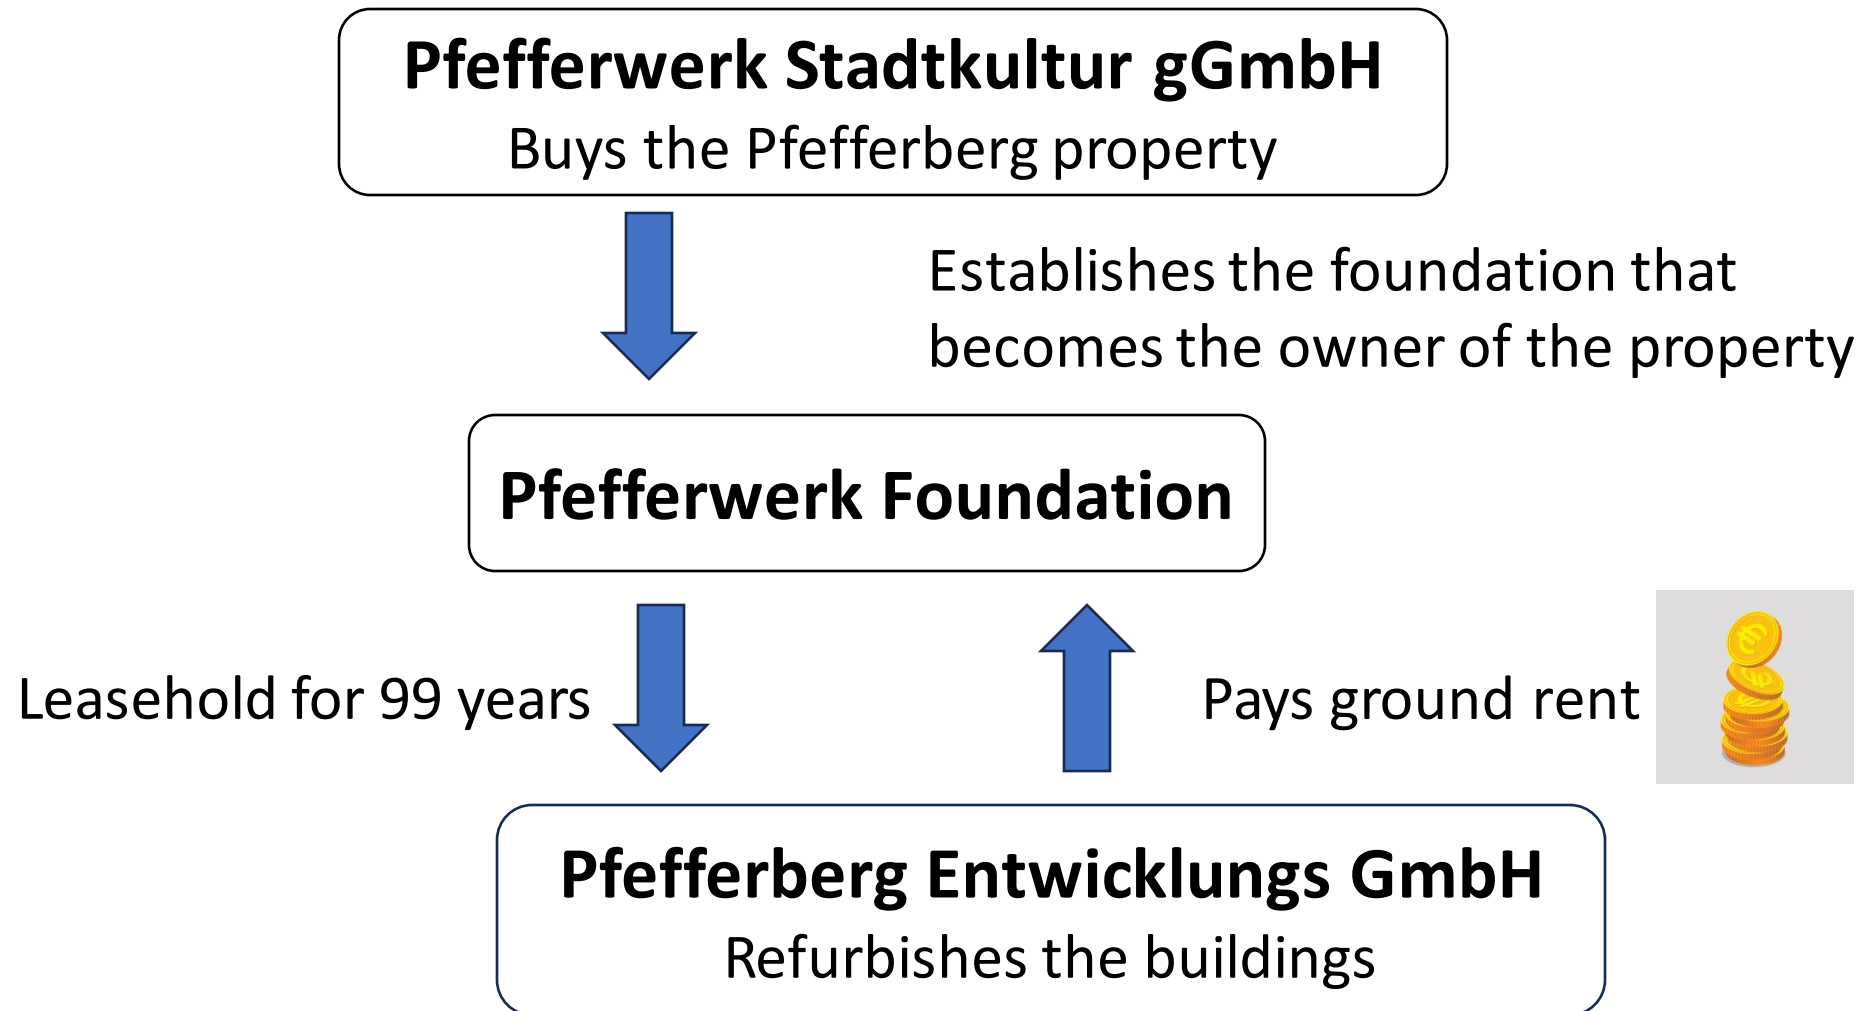 Pfefferwerk Stadtkultur gGmbH
Buys the Pfefferberg property
Establishes the foundation that
becomes the owner of the property
Pfefferwerk Foundation
Leasehold for 99 years
Pays ground rent
Pfefferberg Entwicklungs GmbH
Refurbishes the buildings